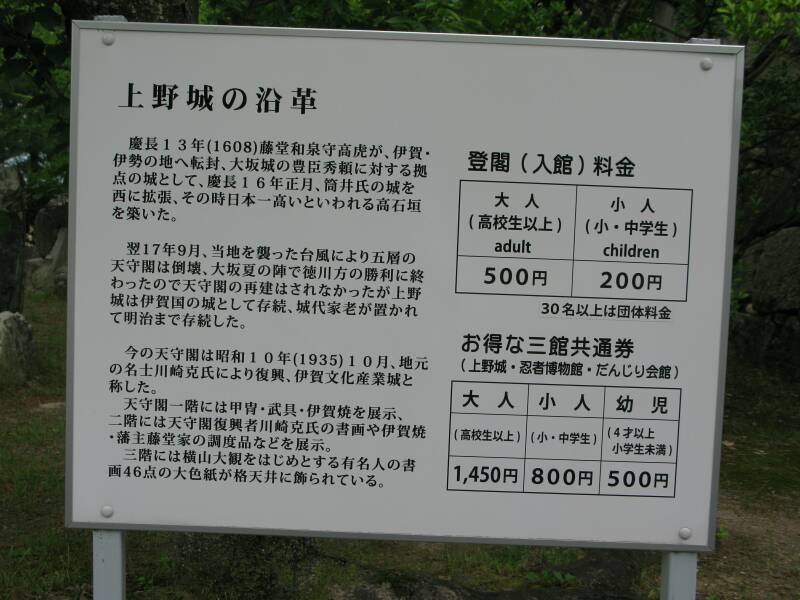 上野城の沿革
慶長13年(1608)藤堂和泉守高虎が、伊賀・
伊勢の地へ転封、大坂城の豊臣秀頼に対する拠
点の城として、慶長16年正月、筒井氏の城を
西に拡張、その時日本一高いといわれる高石垣
を築いた。
翌17年9月、当地を襲った台風により五層の
天守閣は倒壊、大坂夏の陣で徳川方の勝利に終
わったので天守閣の再建はされなかったが上野
城は伊賀国の城として存続、城代家老が置かれ
て明治まで存続した。
今の天守閣は昭和10年(1935)10月、地元
の名士川崎克氏により復興、伊賀文化産業城と
称した。
天守閣一階には甲冑・武具・伊賀焼を展示、
二階には天守閣復興者川崎克氏の書画や伊賀焼
・藩主藤堂家の調度品などを展示。
三階には横山大観をはじめとする有名人の書
画46点の大色紙が格天井に飾られている。
登閣(入館)料金
大人 小人
(高校生以上) (小・中学生)
adult children
500円 200円
30名以上は団体料金
お得な三館共通券
(上野城・忍者博物館・だんじり会館)
大人 小人 幼児
(高校生以上) (小・中学生) (4才以上
小学生未満)
1,450円 800円 500円